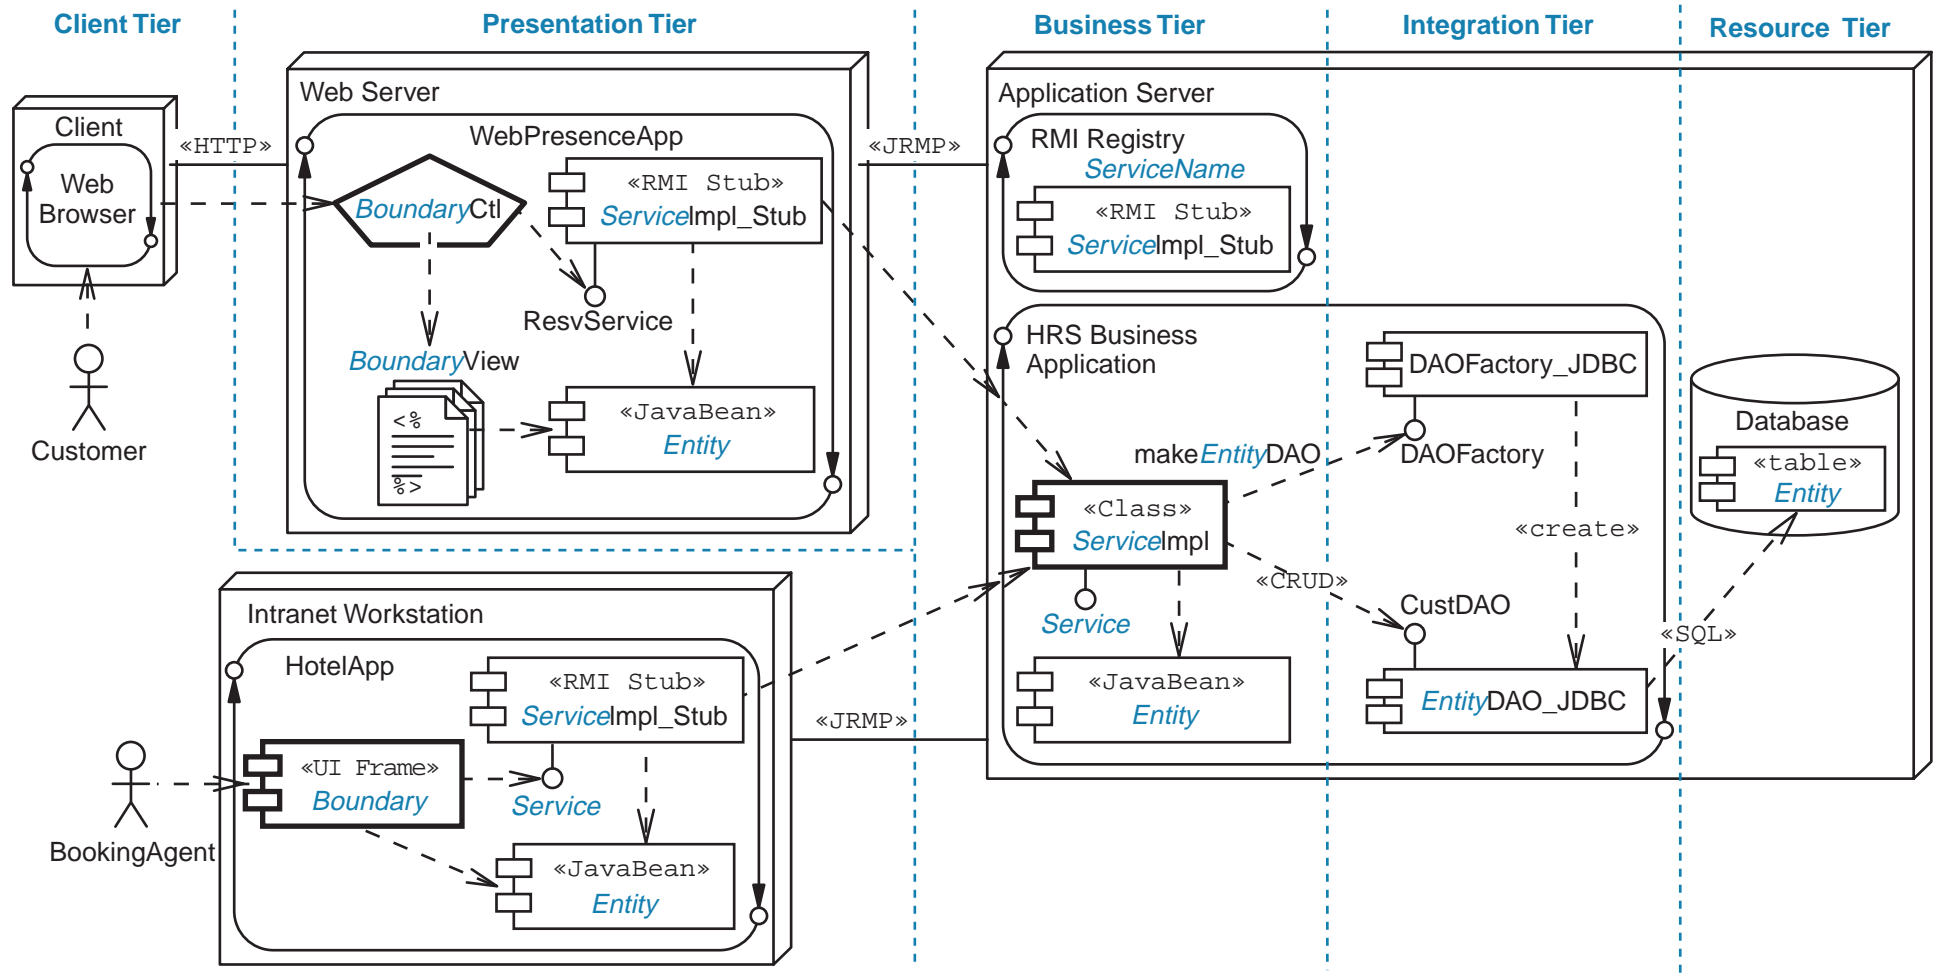 Client Tier
Presentation Tier
Business Tier
Integration Tier
Resource Tier
Client
Web
Browser
«HTTP»
Customer
Web Server
WebPresenceApp
BoundaryCtl
«RMI Stub»
ServiceImpl_Stub
ResvService
BoundaryView
<%
%>
«JavaBean»
Entity
«JRMP»
Application Server
RMI Registry
ServiceName
«RMI Stub»
ServiceImpl_Stub
HRS Business
Application
DAOFactory_JDBC
makeEntityDAO
DAOFactory
«Class»
ServiceImpl
Service
«CRUD»
«create»
CustDAO
«JavaBean»
Entity
EntityDAO_JDBC
«SQL»
Database
«table»
Entity
Intranet Workstation
HotelApp
«RMI Stub»
ServiceImpl_Stub
«JRMP»
«UI Frame»
Boundary
Service
BookingAgent
«JavaBean»
Entity